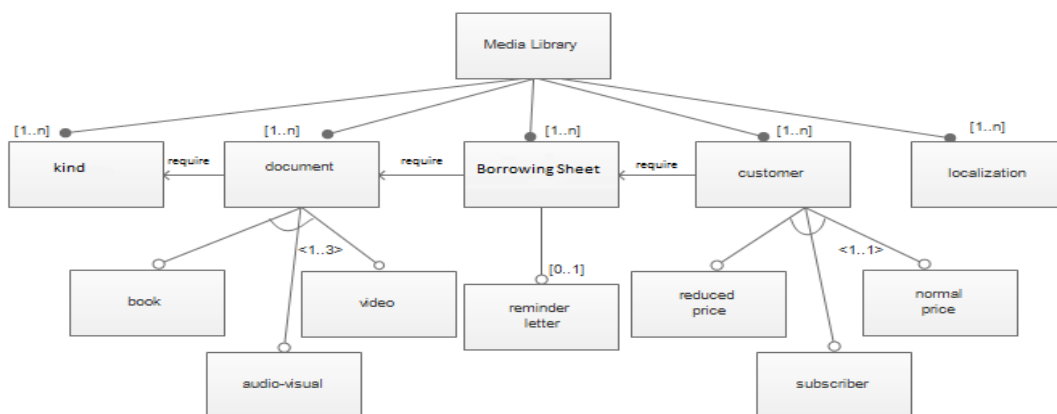 Media Library
[1..n]
[1..n]
[1..n]
[1..n]
[1..n]
kind
require
document
require
Borrowing Sheet
require
customer
localization
<1..3>
<1..1>
[0..1]
book
video
reminder
letter
reduced
price
normal
price
audio-visual
subscriber